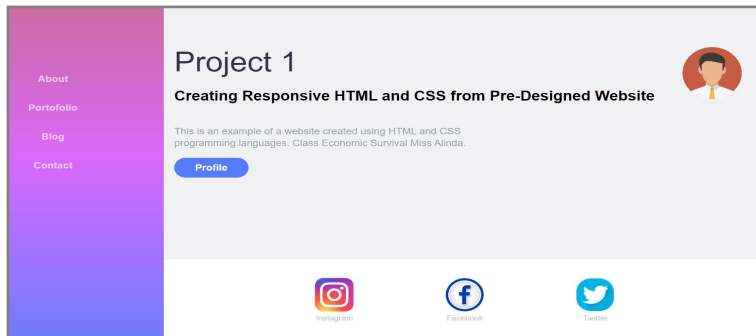 About
Portofolio
Blog
Contact
Project 1
Creating Responsive HTML and CSS from Pre-Designed Website
This is an example of a website created using HTML and CSS
programming languages. Class Economic Survival Miss Alinda.
Profile
Instagram
Facebook
Twitter